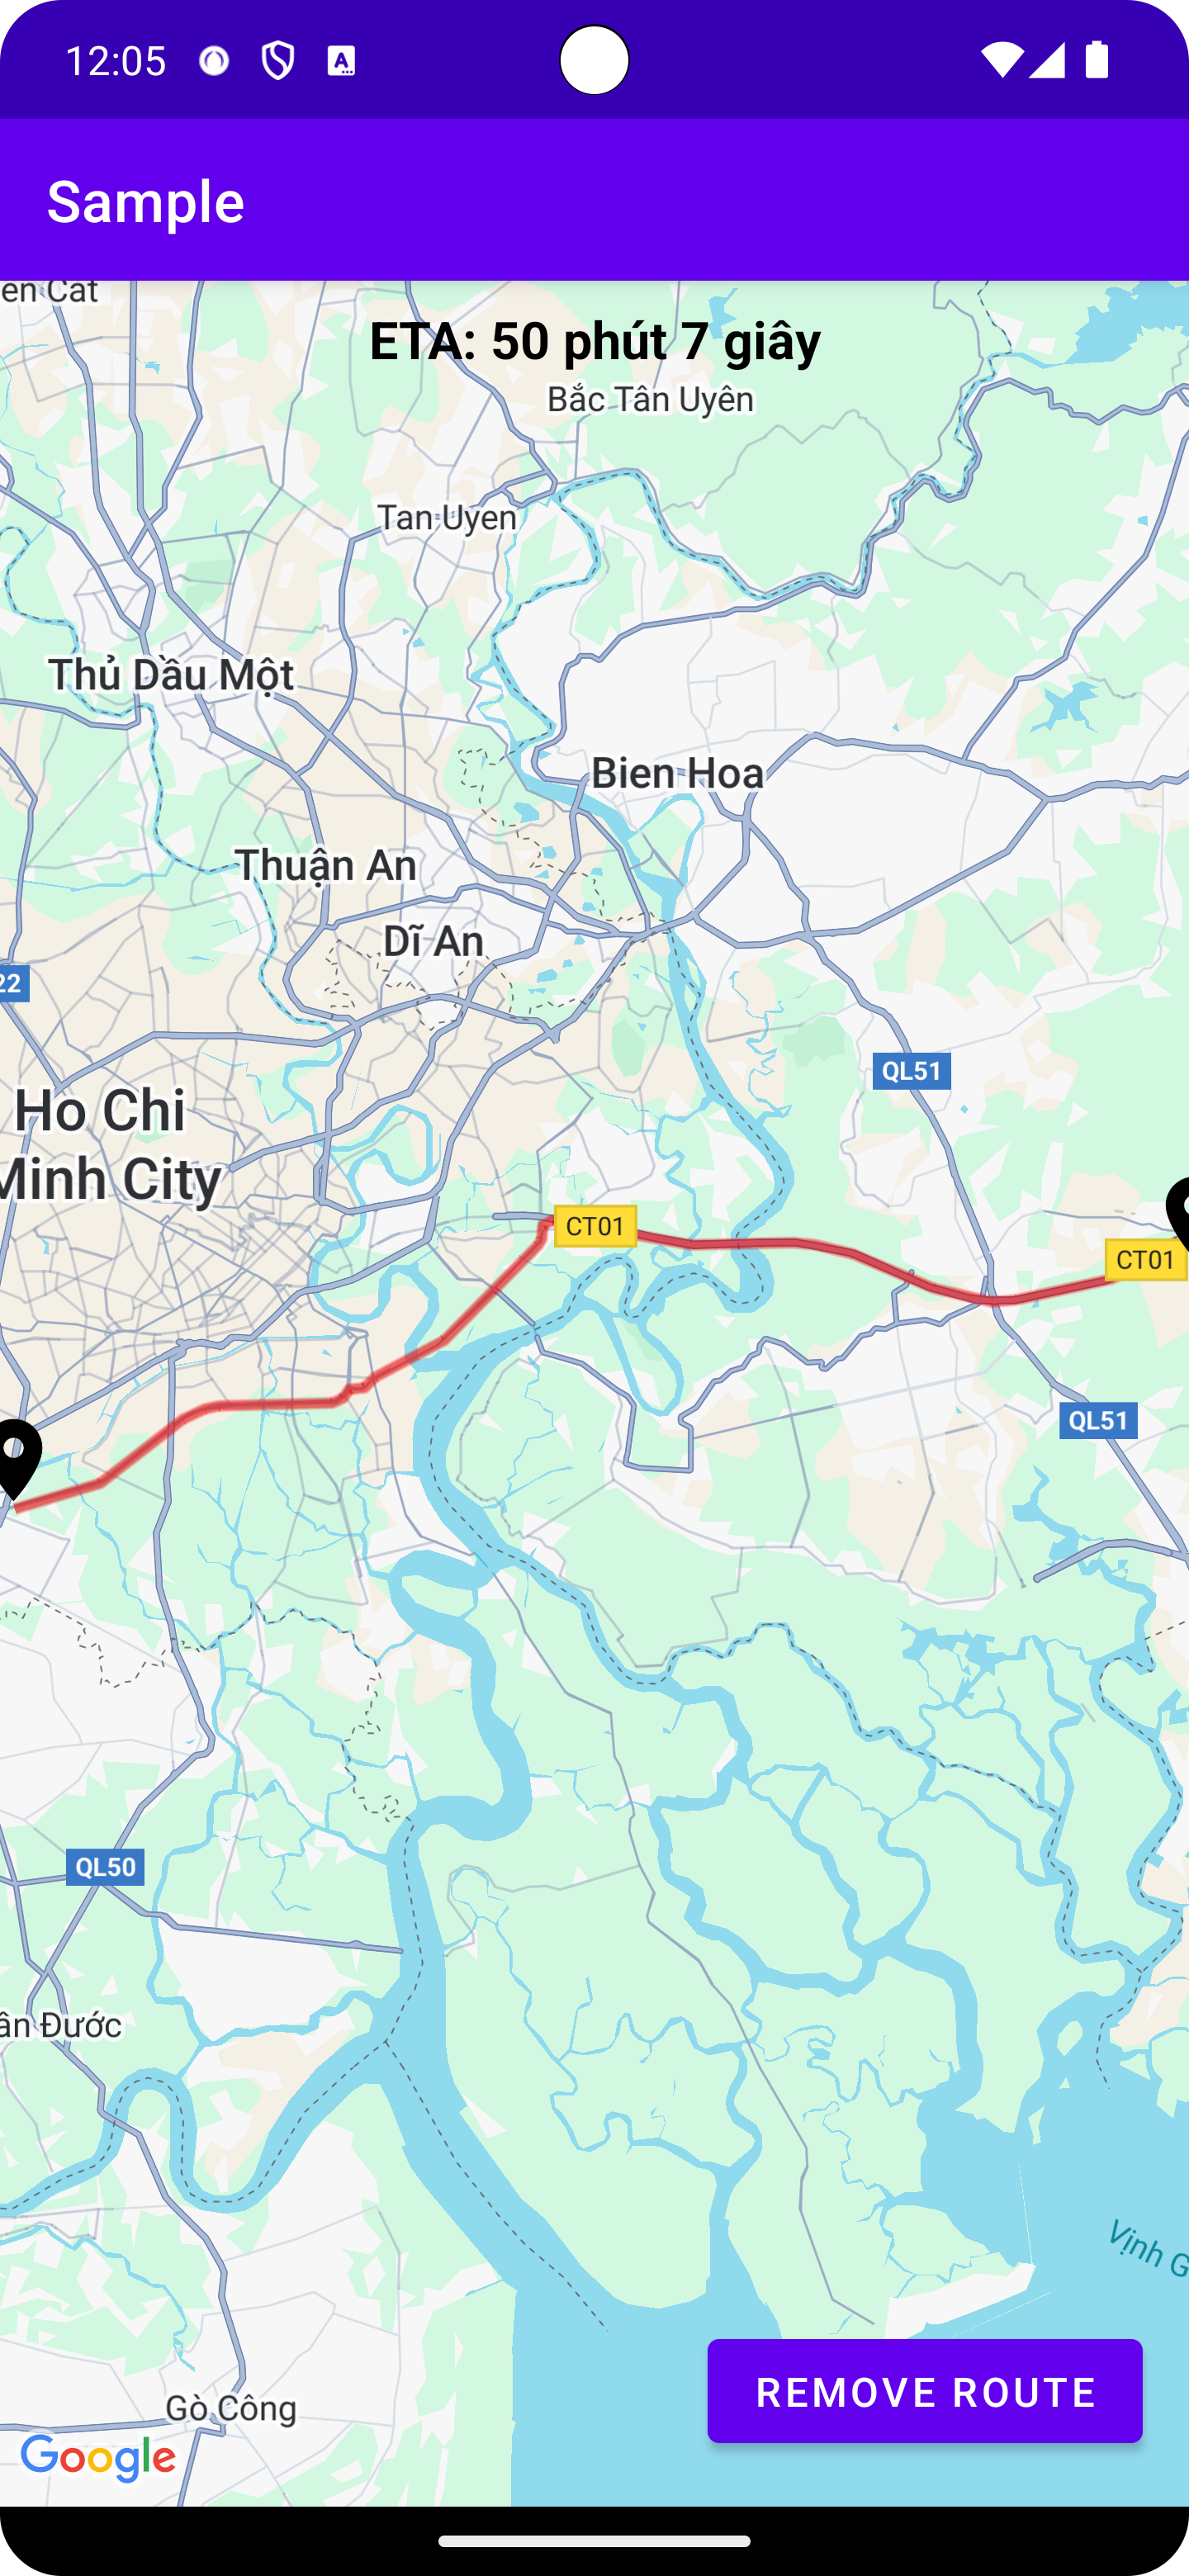 12:05
A
Sample
en Cat
ETA: 50 phút 7 giây
Bắc Tân Uyên
Tan Uyen
Thủ Dầu Một
Bien Hoa
Thuận An
Dĩ An
22
QL51
Ho Chi
Minh City
CT01
CT01
QL51
QL50
ân Đước
Vịnh G
REMOVE ROUTE
Gò Công
Google